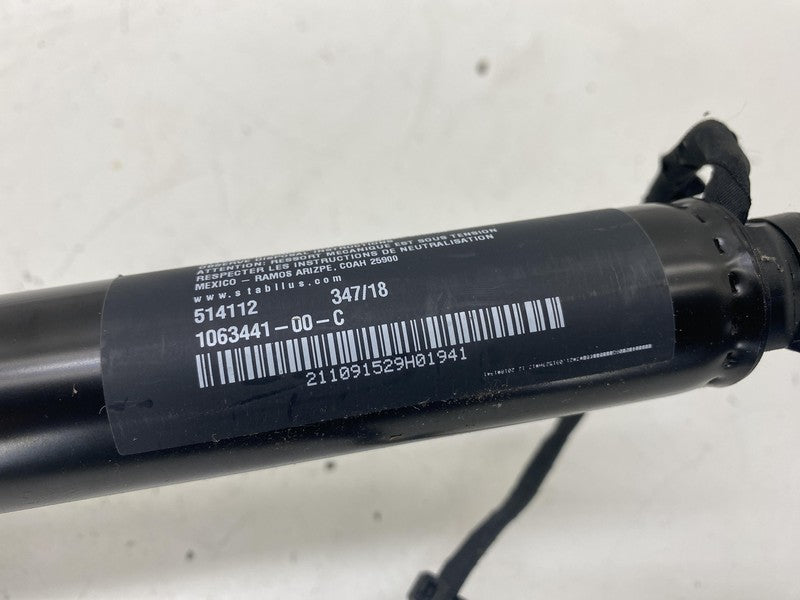 ATTENTION: RESSORT MÉCANIQUE EST SOUS TENSION
RESPECTER LES INSTRUCTIONS DE NEUTRALISATION
MEXICO – RAMOS ARIZPE, COAH 25900
www.stabilus.com
514112 347/18
1063441-00-C
211091529H01941